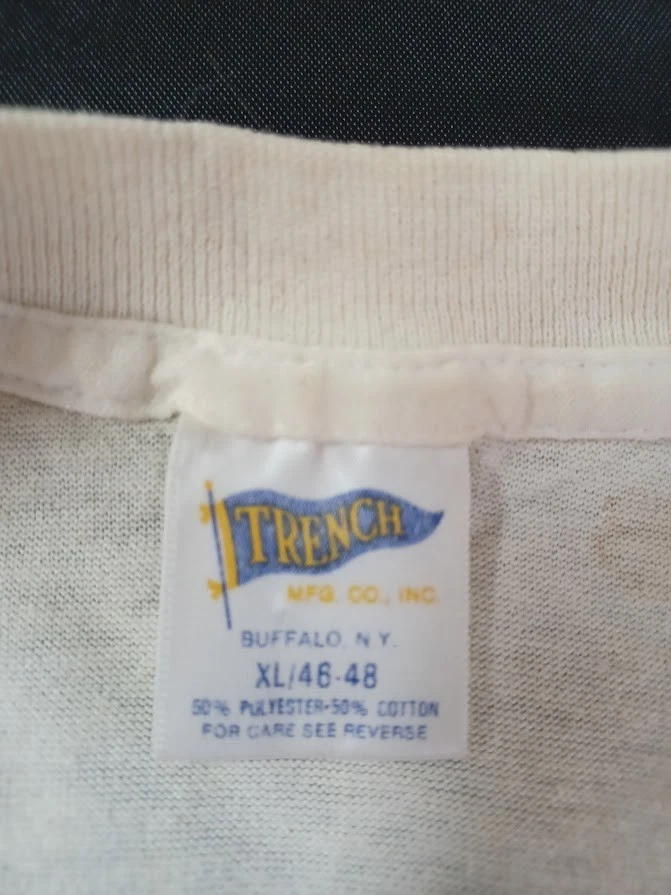 TRENCH
MFG. CO., INC.
BUFFALO, N.Y.
XL/46-48
50% POLYESTER•50% COTTON
FOR CARE SEE REVERSE